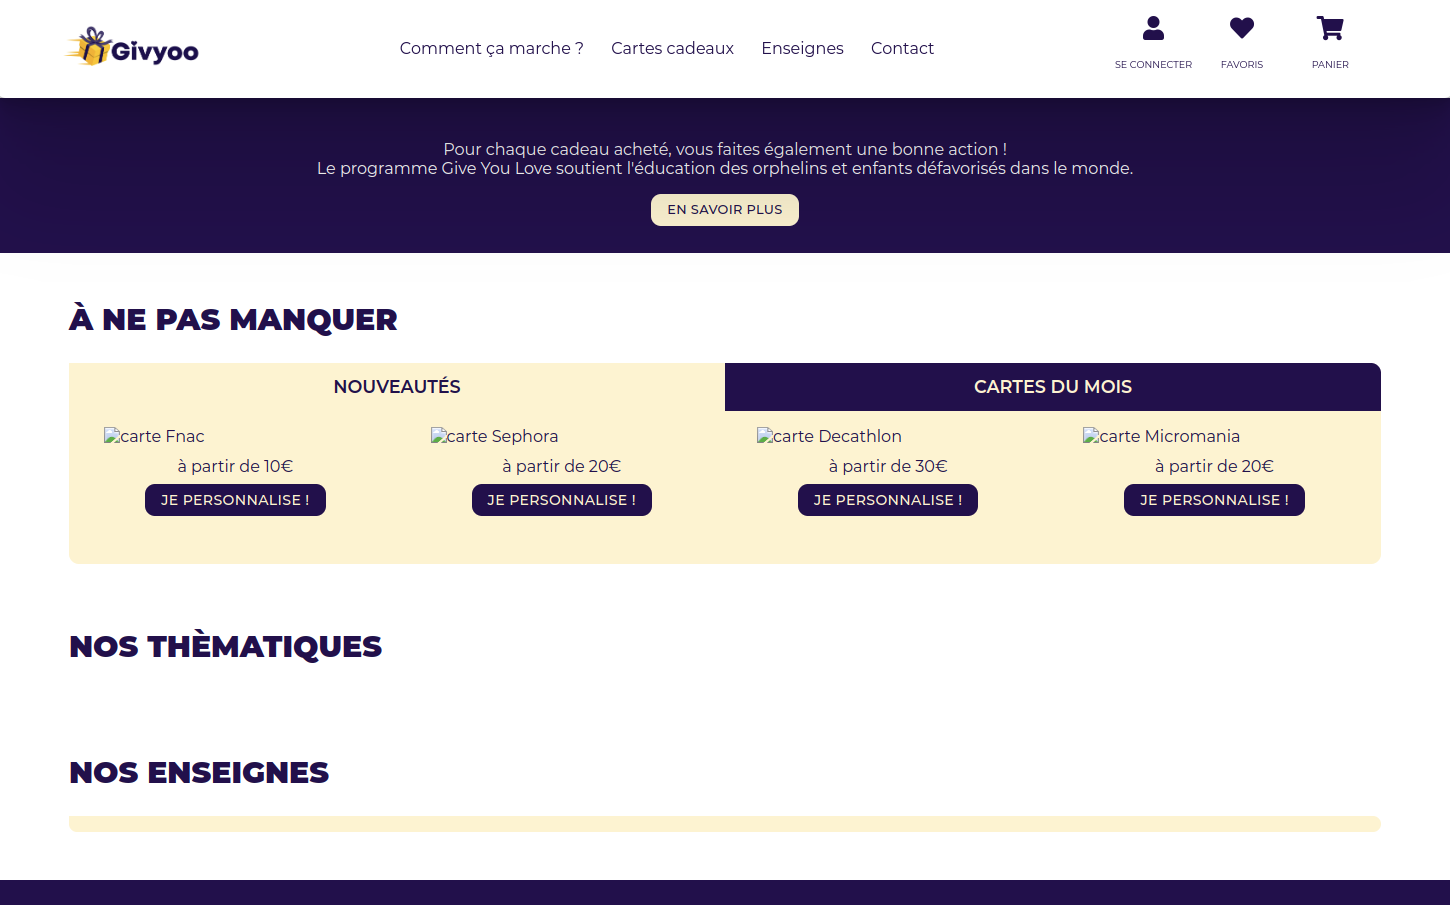 Givyoo
Comment ça marche ?
Cartes cadeaux
Enseignes
Contact
SE CONNECTER
FAVORIS
PANIER
Pour chaque cadeau acheté, vous faites également une bonne action !
Le programme Give You Love soutient l'éducation des orphelins et enfants défavorisés dans le monde.
EN SAVOIR PLUS
À NE PAS MANQUER
NOUVEAUTÉS
CARTES DU MOIS
carte Fnac
à partir de 10€
JE PERSONNALISE !
carte Sephora
à partir de 20€
JE PERSONNALISE !
carte Decathlon
à partir de 30€
JE PERSONNALISE !
carte Micromania
à partir de 20€
JE PERSONNALISE !
NOS THÈMATIQUES
NOS ENSEIGNES